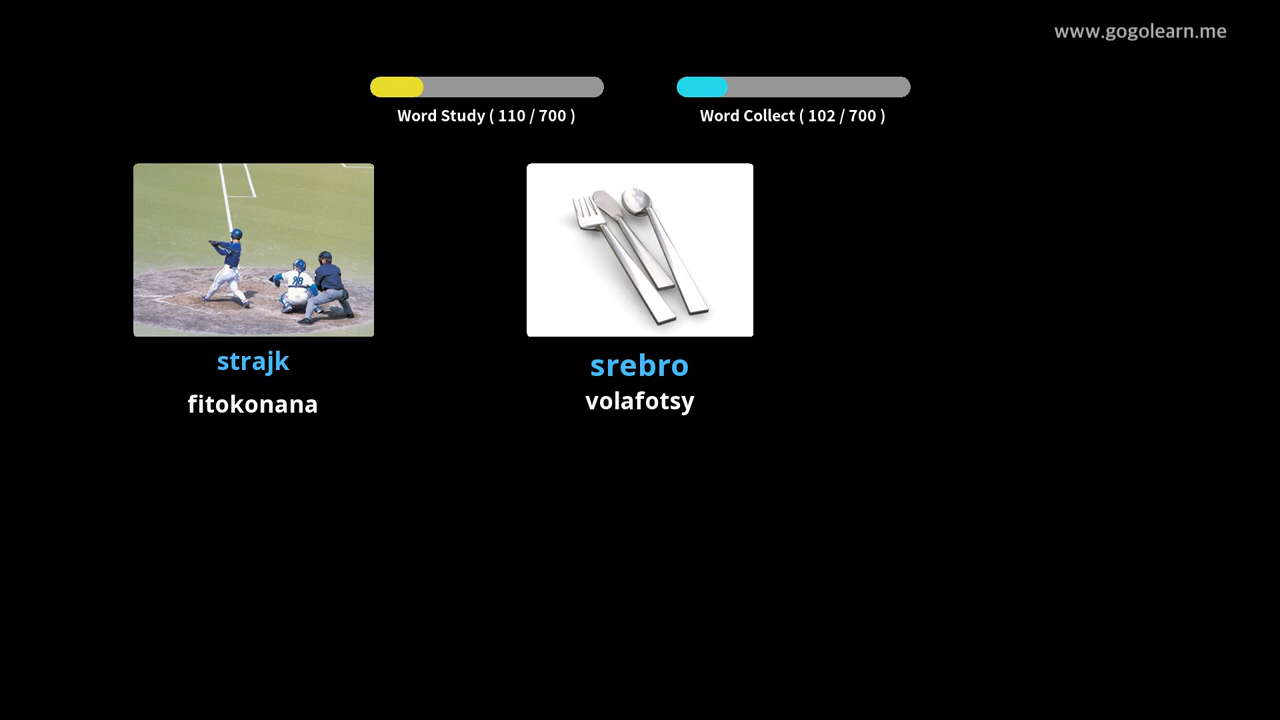 www.gogolearn.me
Word Study ( 110 / 700 )
Word Collect ( 102 / 700 )
strajk
fitokonana
srebro
volafotsy